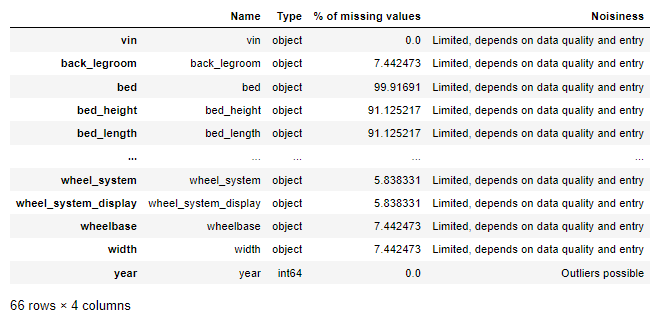 Name Type % of missing values Noisiness
vin vin object 0.0 Limited, depends on data quality and entry
back_legroom back_legroom object 7.442473 Limited, depends on data quality and entry
bed bed object 99.91691 Limited, depends on data quality and entry
bed_height bed_height object 91.125217 Limited, depends on data quality and entry
bed_length bed_length object 91.125217 Limited, depends on data quality and entry
... ... ... ... ...
wheel_system wheel_system object 5.838331 Limited, depends on data quality and entry
wheel_system_display wheel_system_display object 5.838331 Limited, depends on data quality and entry
wheelbase wheelbase object 7.442473 Limited, depends on data quality and entry
width width object 7.442473 Limited, depends on data quality and entry
year year int64 0.0 Outliers possible
66 rows × 4 columns